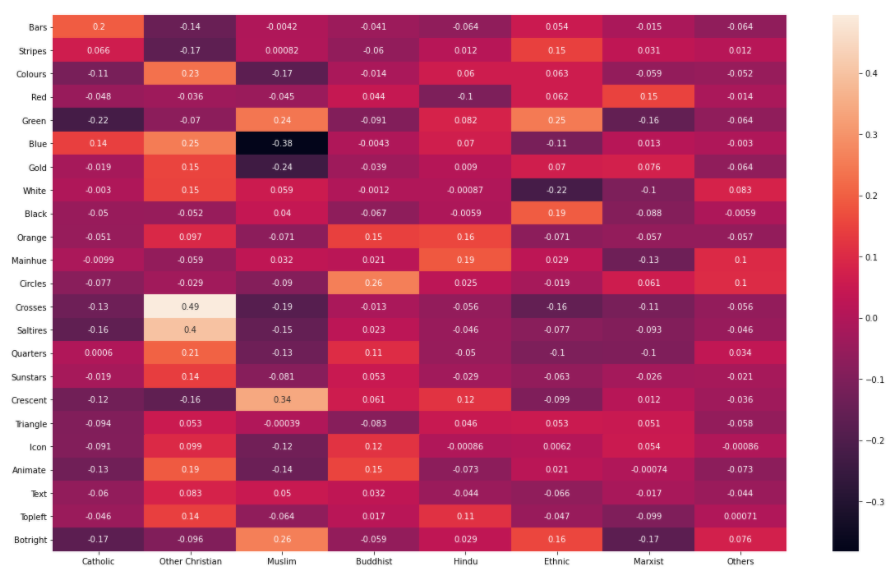 Bars 0.2 -0.14 -0.0042 -0.041 -0.064 0.054 -0.015 -0.064
Stripes 0.066 -0.17 0.00082 -0.06 0.012 0.15 0.031 0.012
Colours -0.11 0.23 -0.17 -0.014 0.06 0.063 -0.059 -0.052
0.4
Red -0.048 -0.036 -0.045 0.044 -0.1 0.062 0.15 -0.014
Green -0.22 -0.07 0.24 -0.091 0.082 0.25 -0.16 -0.064
0.3
Blue 0.14 0.25 -0.38 -0.0043 0.07 -0.11 0.013 -0.003
Gold -0.019 0.15 -0.24 -0.039 0.009 0.07 0.076 -0.064
White -0.003 0.15 0.059 -0.0012 -0.00087 -0.22 -0.1 0.083
0.2
Black -0.05 -0.052 0.04 -0.067 -0.0059 0.19 -0.088 -0.0059
Orange -0.051 0.097 -0.071 0.15 0.16 -0.071 -0.057 -0.057
0.1
Mainhue -0.0099 -0.059 0.032 0.021 0.19 0.029 -0.13 0.1
Circles -0.077 -0.029 -0.09 0.26 0.025 -0.019 0.061 0.1
Crosses -0.13 0.49 -0.19 -0.013 -0.056 -0.16 -0.11 -0.056
0.0
Saltires -0.16 0.4 -0.15 0.023 -0.046 -0.077 -0.093 -0.046
Quarters 0.0006 0.21 -0.13 0.11 -0.05 -0.1 -0.1 0.034
Sunstars -0.019 0.14 -0.081 0.053 -0.029 -0.063 -0.026 -0.021
-0.1
Crescent -0.12 -0.16 0.34 0.061 0.12 -0.099 0.012 -0.036
Triangle -0.094 0.053 -0.00039 -0.083 0.046 0.053 0.051 -0.058
-0.2
Icon -0.091 0.099 -0.12 0.12 -0.00086 0.0062 0.054 -0.00086
Animate -0.13 0.19 -0.14 0.15 -0.073 0.021 -0.00074 -0.073
Text -0.06 0.083 0.05 0.032 -0.044 -0.066 -0.017 -0.044
-0.3
Topleft -0.046 0.14 -0.064 0.017 0.11 -0.047 -0.099 0.00071
Botright -0.17 -0.096 0.26 -0.059 0.029 0.16 -0.17 0.076
Catholic Other Christian Muslim Buddhist Hindu Ethnic Marxist Others